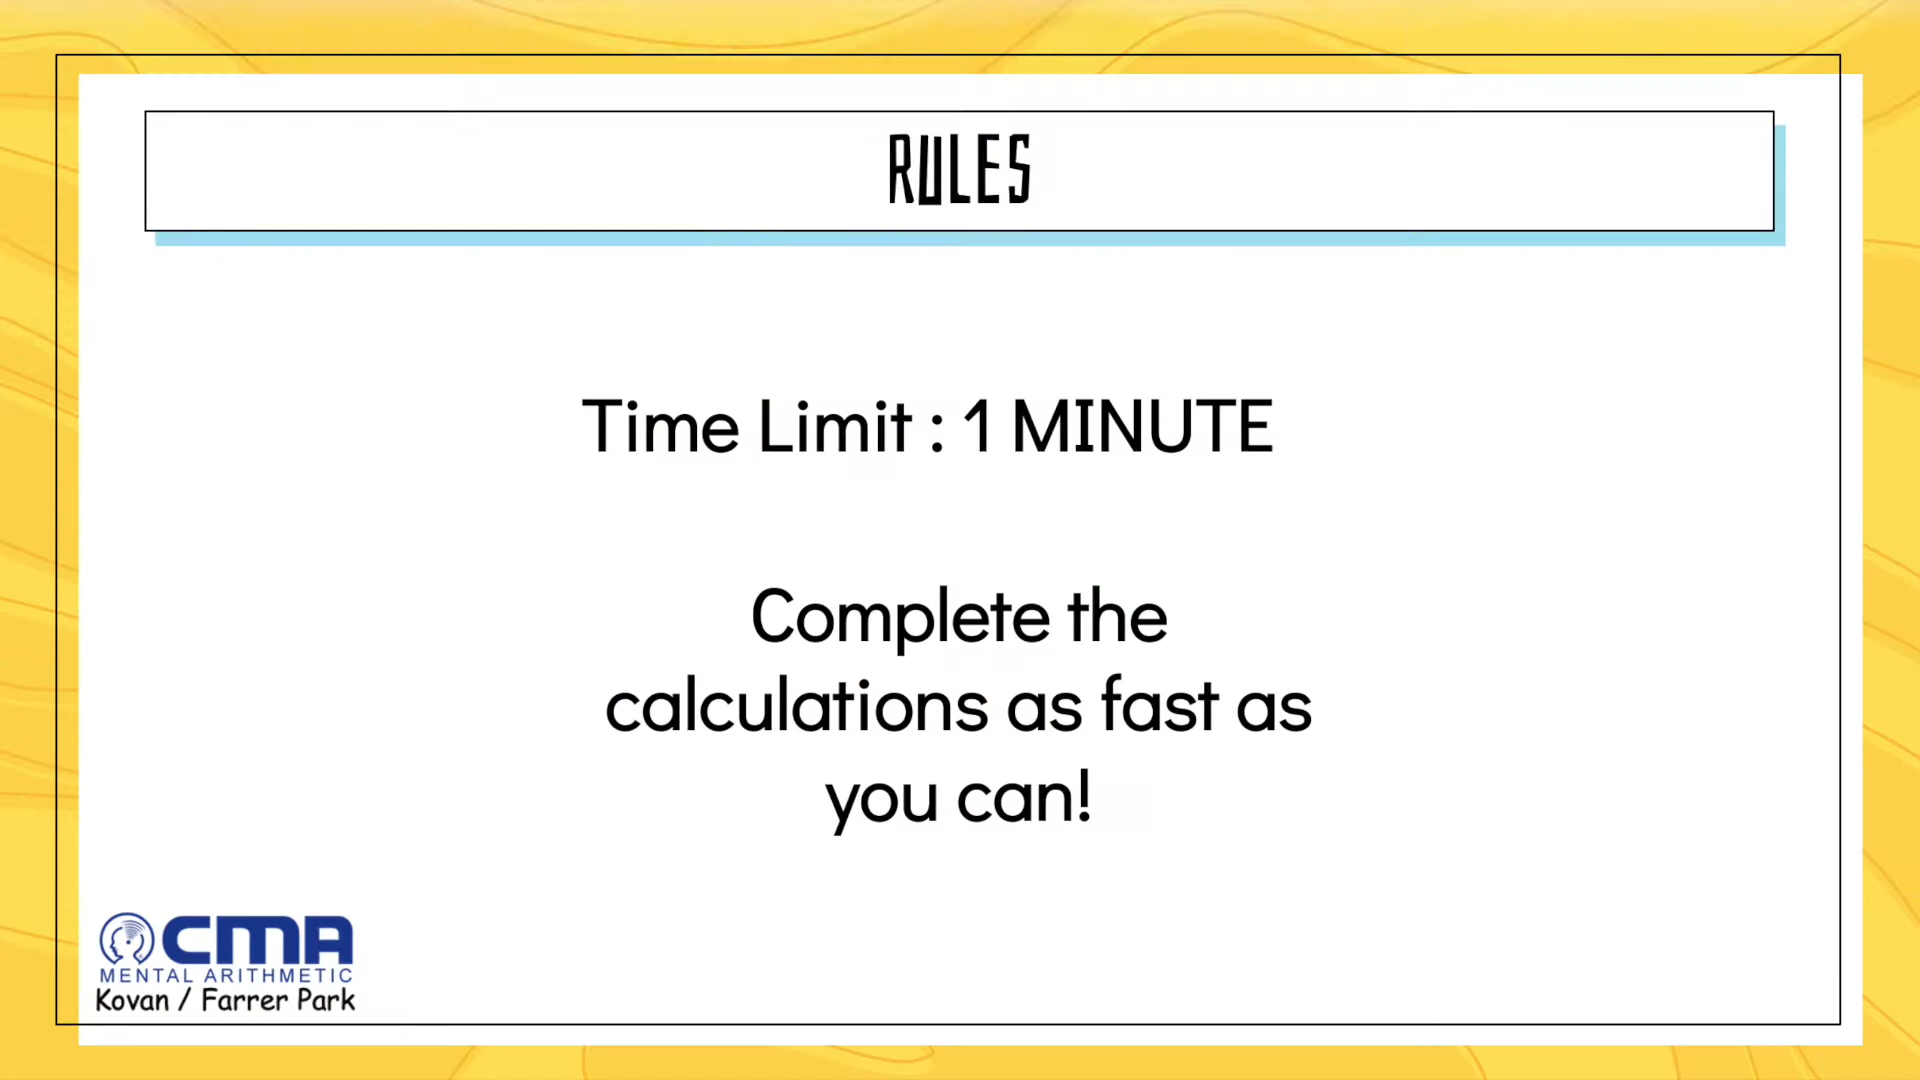 RULES
Time Limit : 1 MINUTE
Complete the
calculations as fast as
you can!
CMA
MENTAL ARITHMETIC
Kovan / Farrer Park